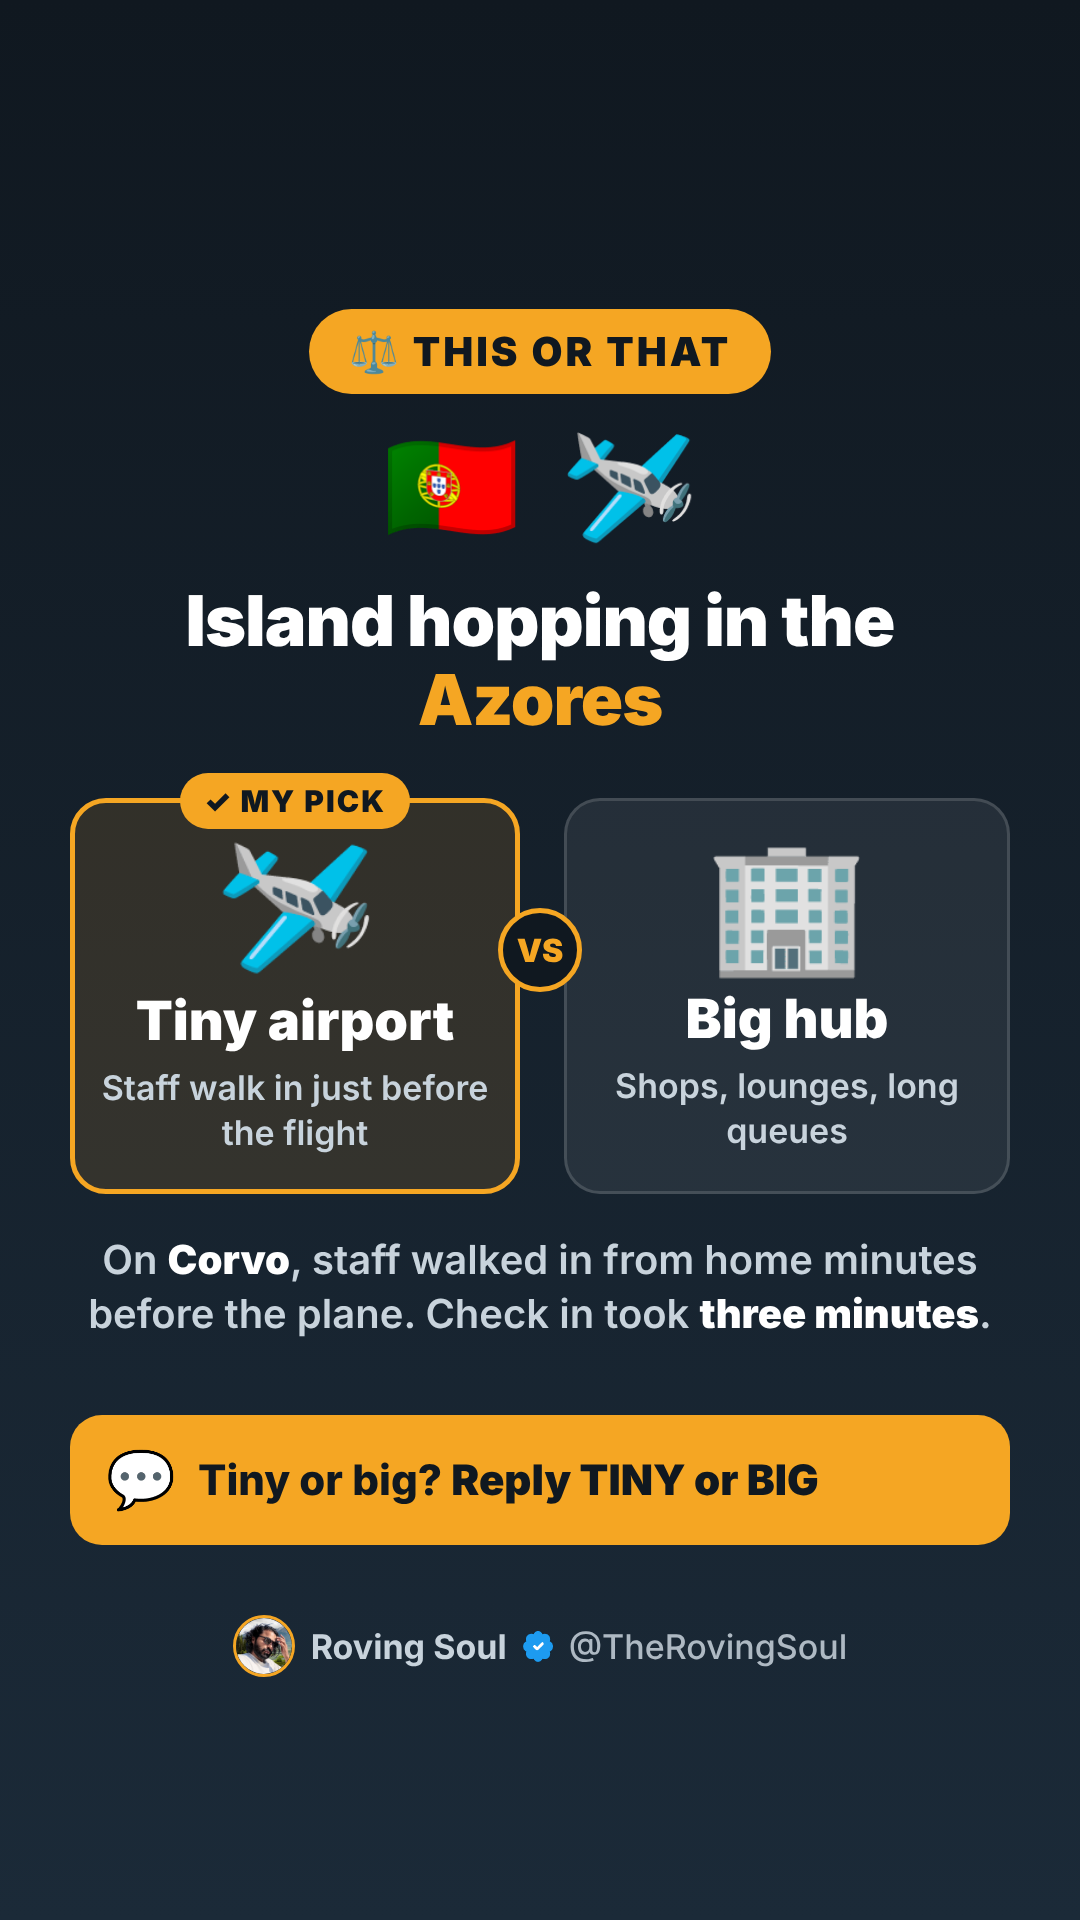 ⚖️ THIS OR THAT
Island hopping in the
Azores
✓ MY PICK
Tiny airport
Staff walk in just before
the flight
VS
Big hub
Shops, lounges, long
queues
On Corvo, staff walked in from home minutes
before the plane. Check in took three minutes.
Tiny or big? Reply TINY or BIG
Roving Soul @TheRovingSoul